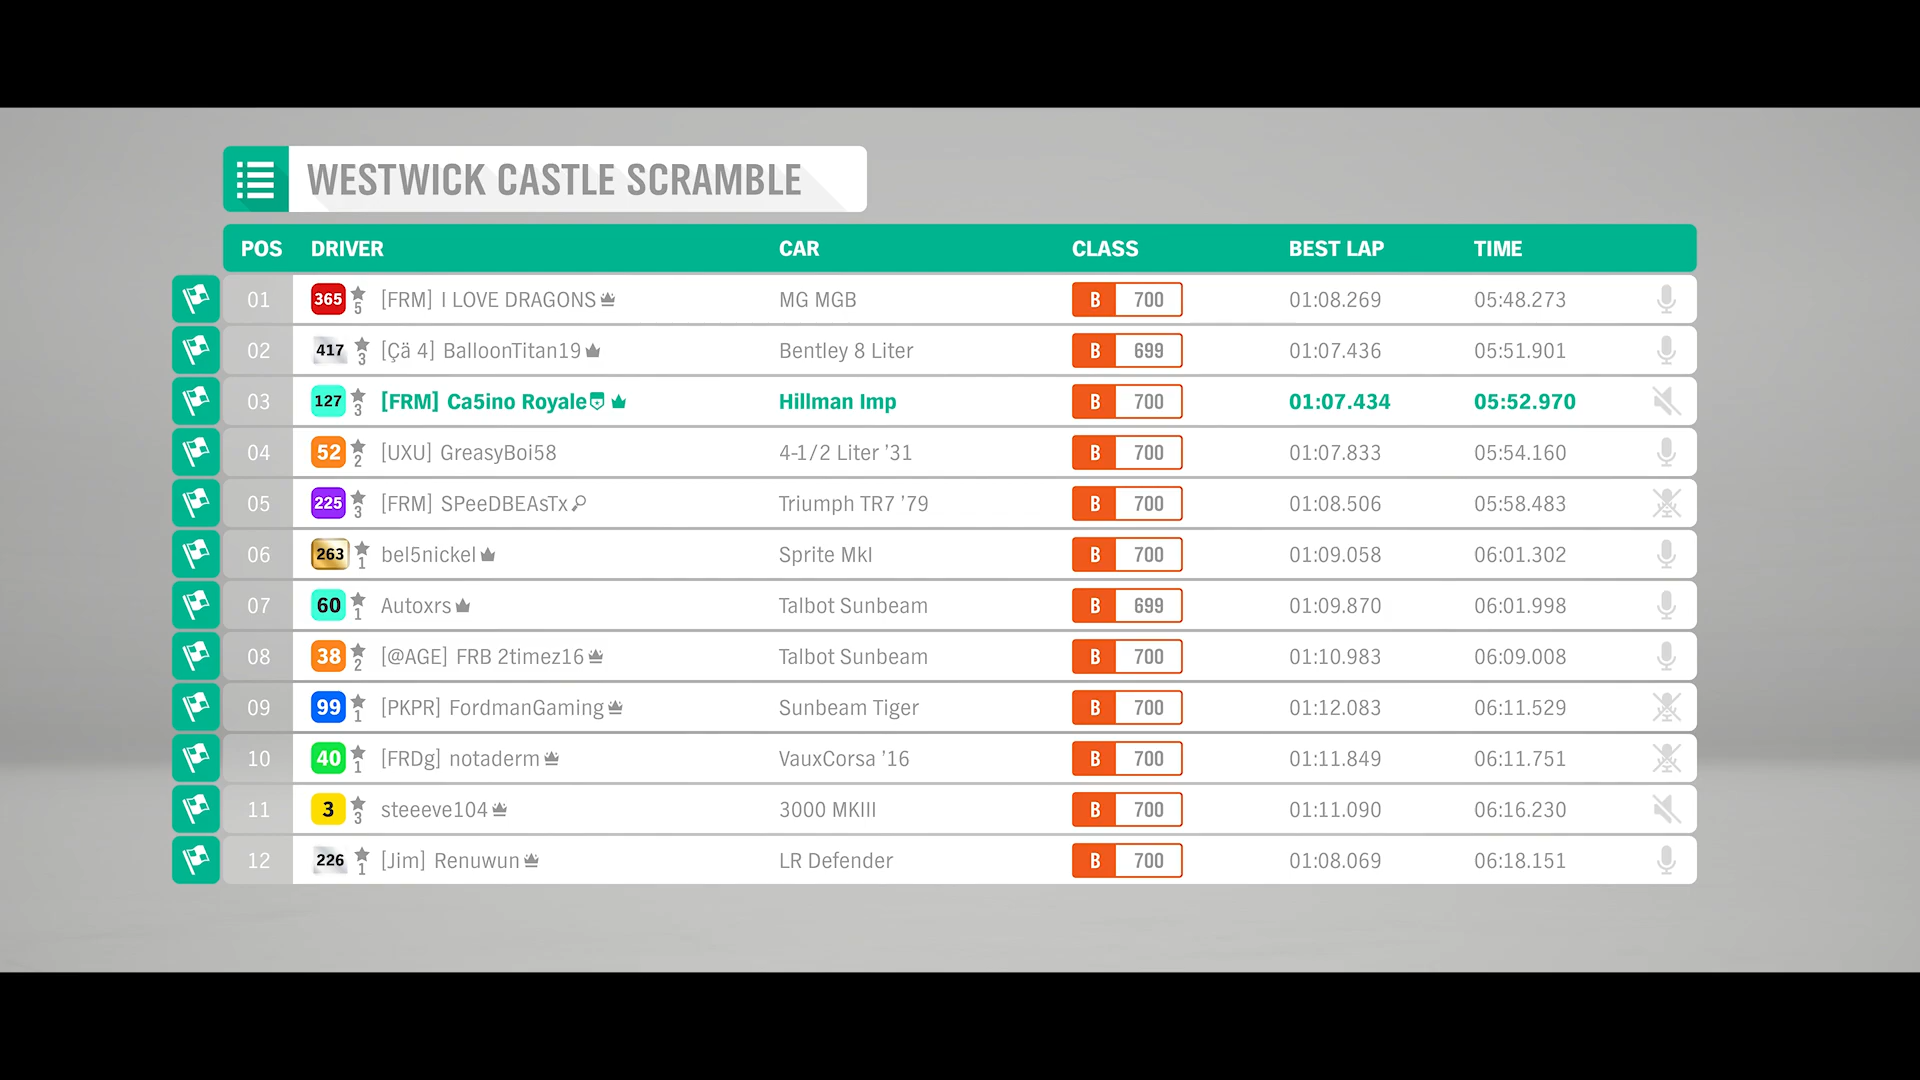 WESTWICK CASTLE SCRAMBLE
POS DRIVER CAR CLASS BEST LAP TIME
01 365 5 [FRM] I LOVE DRAGONS MG MGB B 700 01:08.269 05:48.273
02 417 3 [Çä 4] BalloonTitan19 Bentley 8 Liter B 699 01:07.436 05:51.901
03 127 3 [FRM] Ca5ino Royale Hillman Imp B 700 01:07.434 05:52.970
04 52 2 [UXU] GreasyBoi58 4-1/2 Liter ’31 B 700 01:07.833 05:54.160
05 225 3 [FRM] SPeeDBEAsTx Triumph TR7 ’79 B 700 01:08.506 05:58.483
06 263 1 bel5nickel Sprite MkI B 700 01:09.058 06:01.302
07 60 1 Autoxrs Talbot Sunbeam B 699 01:09.870 06:01.998
08 38 2 [@AGE] FRB 2timez16 Talbot Sunbeam B 700 01:10.983 06:09.008
09 99 1 [PKPR] FordmanGaming Sunbeam Tiger B 700 01:12.083 06:11.529
10 40 1 [FRDg] notaderm VauxCorsa ’16 B 700 01:11.849 06:11.751
11 3 3 steeeve104 3000 MKIII B 700 01:11.090 06:16.230
12 226 1 [Jim] Renuwun LR Defender B 700 01:08.069 06:18.151